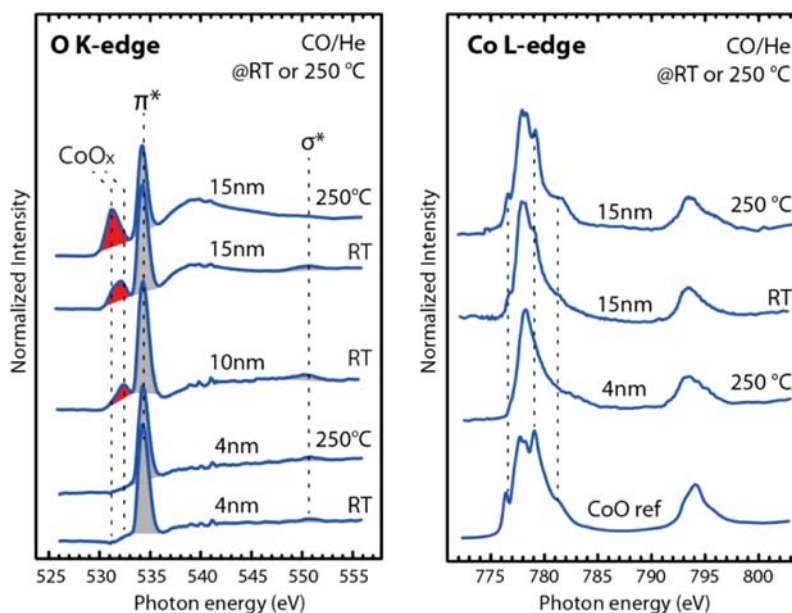 O K-edge
CO/He
@RT or 250 °C
π*
σ*
CoOx
15nm
250°C
15nm
RT
10nm
RT
4nm
250°C
4nm
RT
Normalized Intensity
525 530 535 540 545 550 555
Photon energy (eV)
Co L-edge
CO/He
@RT or 250 °C
15nm
250 °C
15nm
RT
4nm
250 °C
CoO ref
Normalized Intensity
775 780 785 790 795 800
Photon energy (eV)